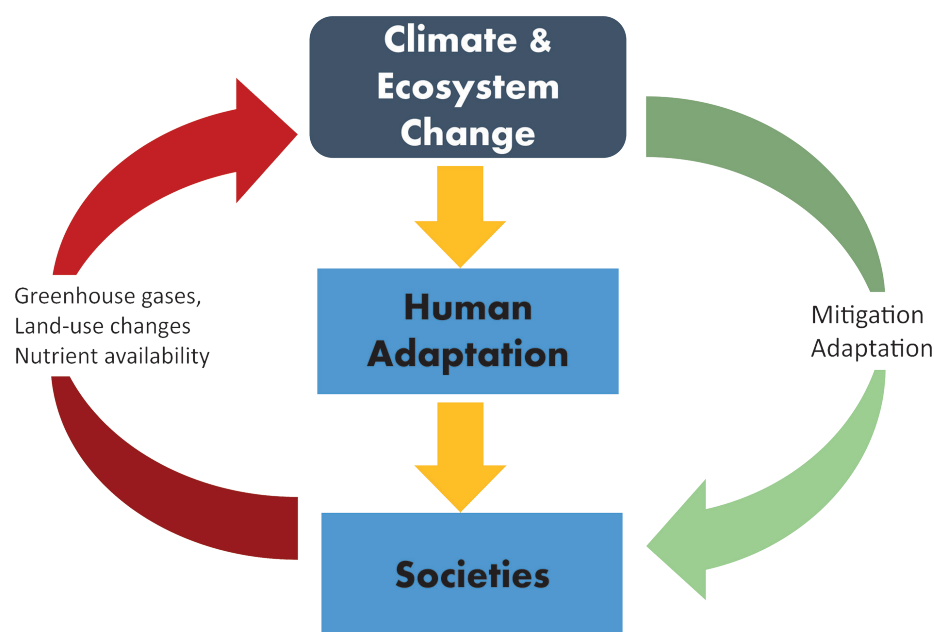 Climate &
Ecosystem
Change
Greenhouse gases,
Land-use changes
Nutrient availability
Human
Adaptation
Mitigation
Adaptation
Societies